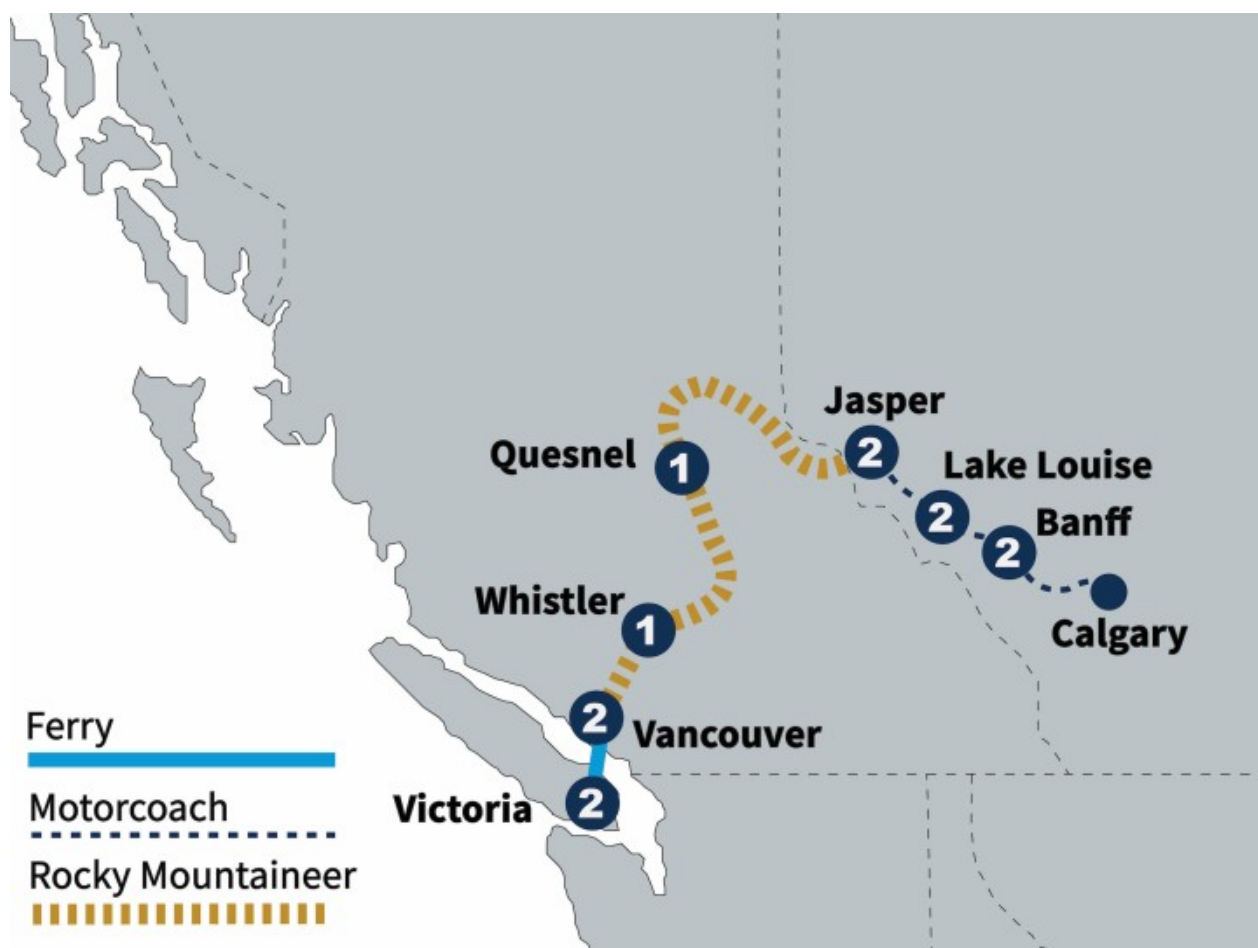 Jasper
2
Quesnel
1
Lake Louise
2
Banff
2
Whistler
1
Calgary
2
Vancouver
Ferry
Victoria
2
Motorcoach
Rocky Mountaineer